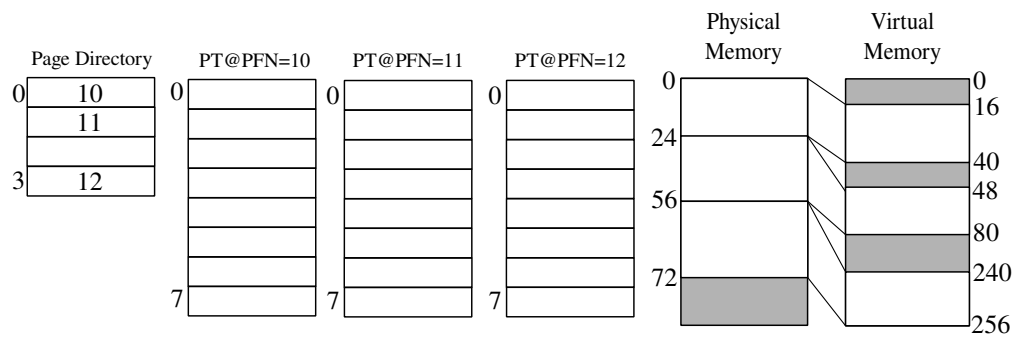 Page Directory
0 10
11
3 12
PT@PFN=10
0
7
PT@PFN=11
0
7
PT@PFN=12
0
7
Physical
Memory
0
24
56
72
Virtual
Memory
0
16
40
48
80
240
256